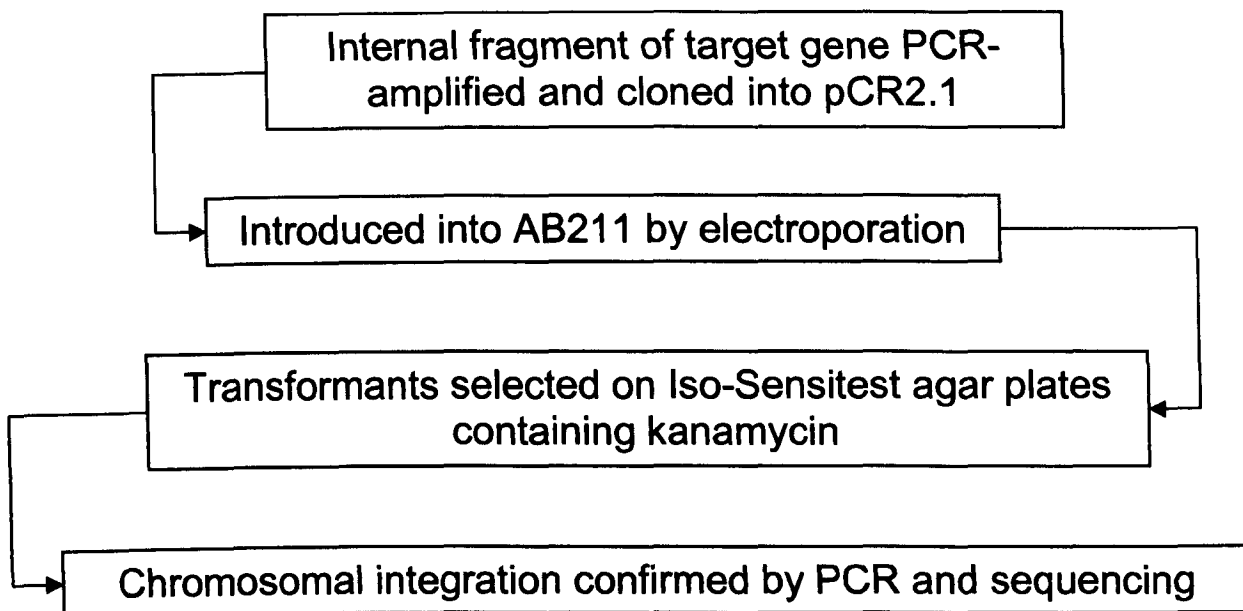 Internal fragment of target gene PCR-
amplified and cloned into pCR2.1
Introduced into AB211 by electroporation
Transformants selected on Iso-Sensitest agar plates
containing kanamycin
Chromosomal integration confirmed by PCR and sequencing